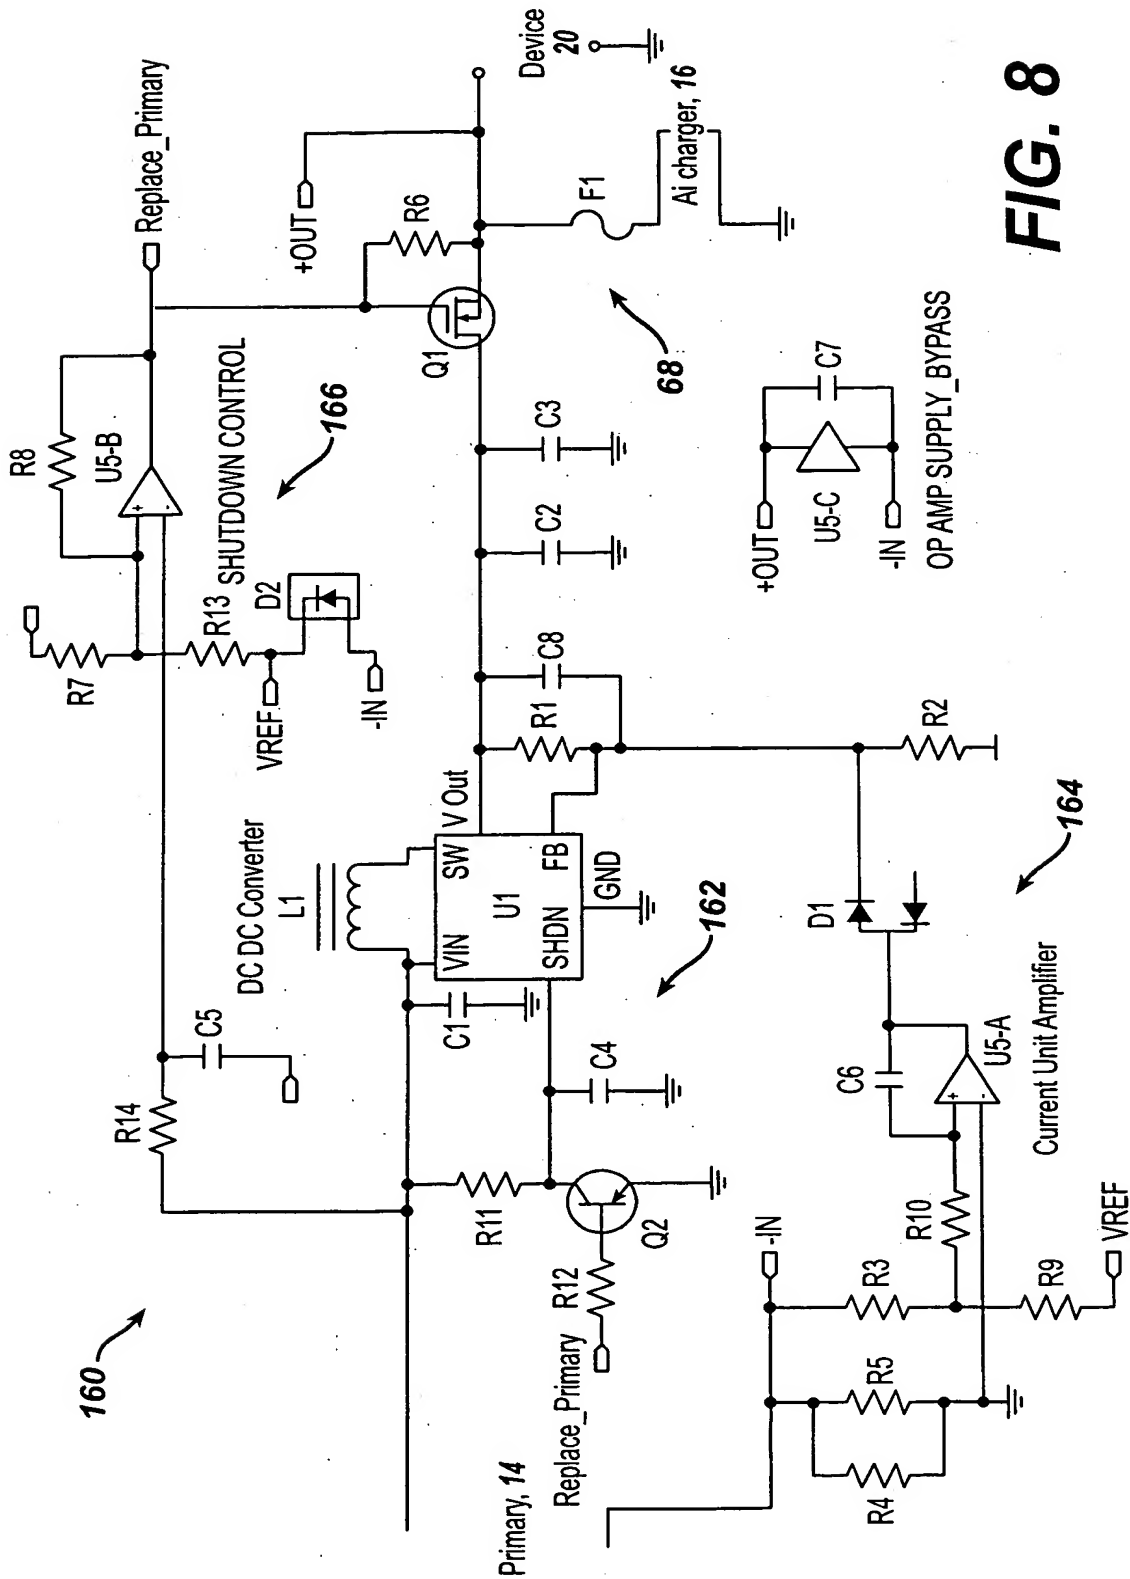 160
R14
C5
DC DC Converter
L1
R7
R8
U5-B
+
-
Replace_Primary
R13
SHUTDOWN CONTROL
166
VREF
D2
-IN
+OUT
R6
Q1
Device
20
F1
Ai charger, 16
68
C1
VIN
SW
V Out
U1
SHDN
FB
GND
R11
C4
162
Q2
R12
Replace_Primary
Primary, 14
R1
C8
C2
C3
R2
164
D1
+OUT
U5-C
C7
-IN
OP AMP SUPPLY_BYPASS
-IN
R3
R5
R4
R10
R9
VREF
C6
+
-
U5-A
Current Unit Amplifier
FIG. 8